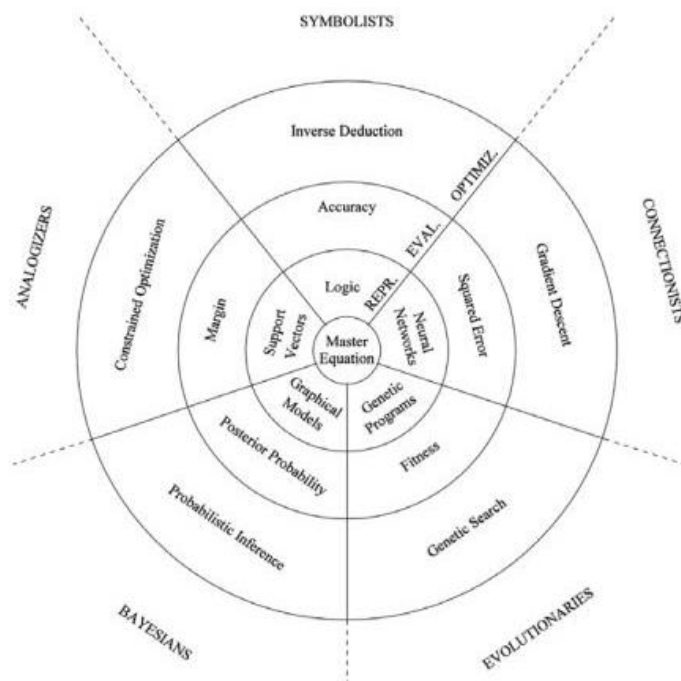 SYMBOLISTS
Inverse Deduction
OPTIMIZ.
Accuracy
EVAL.
Logic
REPR.
ANALOGIZERS
Constrained Optimization
Margin
Support
Vectors
Master
Equation
Neural
Networks
Squared Error
Gradient Descent
CONNECTIONISTS
Graphical
Models
Genetic
Programs
Posterior Probability
Fitness
Probabilistic Inference
Genetic Search
BAYESIANS
EVOLUTIONARIES